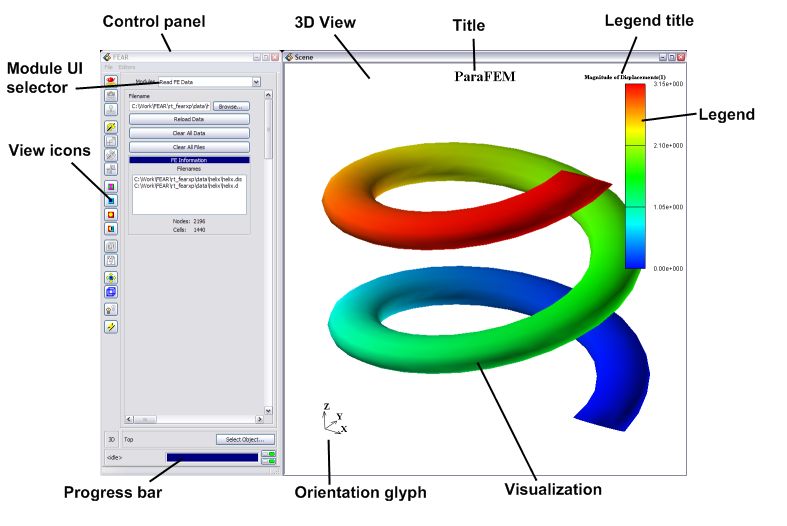 Control panel
3D View
Title
Legend title
Module UI
selector
View icons
Legend
Progress bar
Orientation glyph
Visualization
FEAR
File Editors
Modules Read FE Data
Filename
C:\Work\FEAR\rt_fearxp\data\h Browse...
Reload Data
Clear All Data
Clear All Files
FE Information
Filenames
C:\Work\FEAR\rt_fearxp\data\helix\helix.dis
C:\Work\FEAR\rt_fearxp\data\helix\helix.d
Nodes: 2196
Cells: 1440
3D Top Select Object...
<idle>
Scene
ParaFEM
Magnitude of Displacements(1)
3.15e+000
2.10e+000
1.05e+000
0.00e+000
Z
Y
X